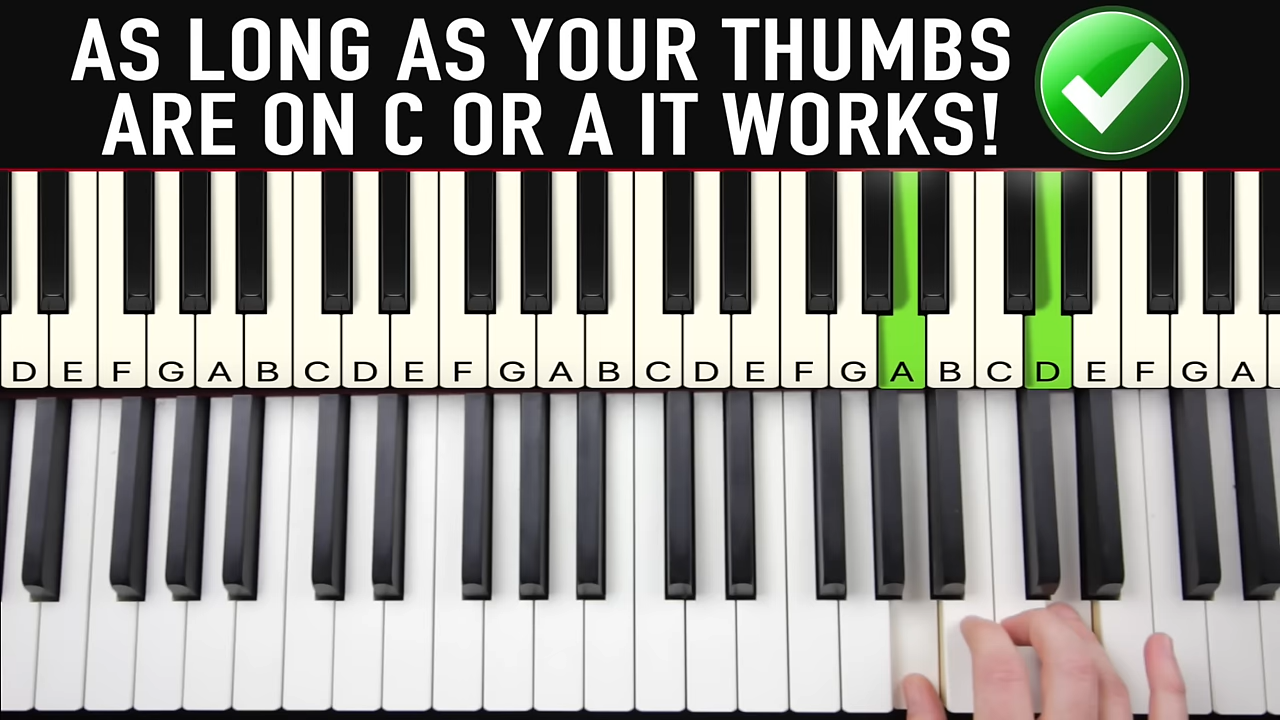 AS LONG AS YOUR THUMBS
ARE ON C OR A IT WORKS!
D E F G A B C D E F G A B C D E F G A B C D E F G A